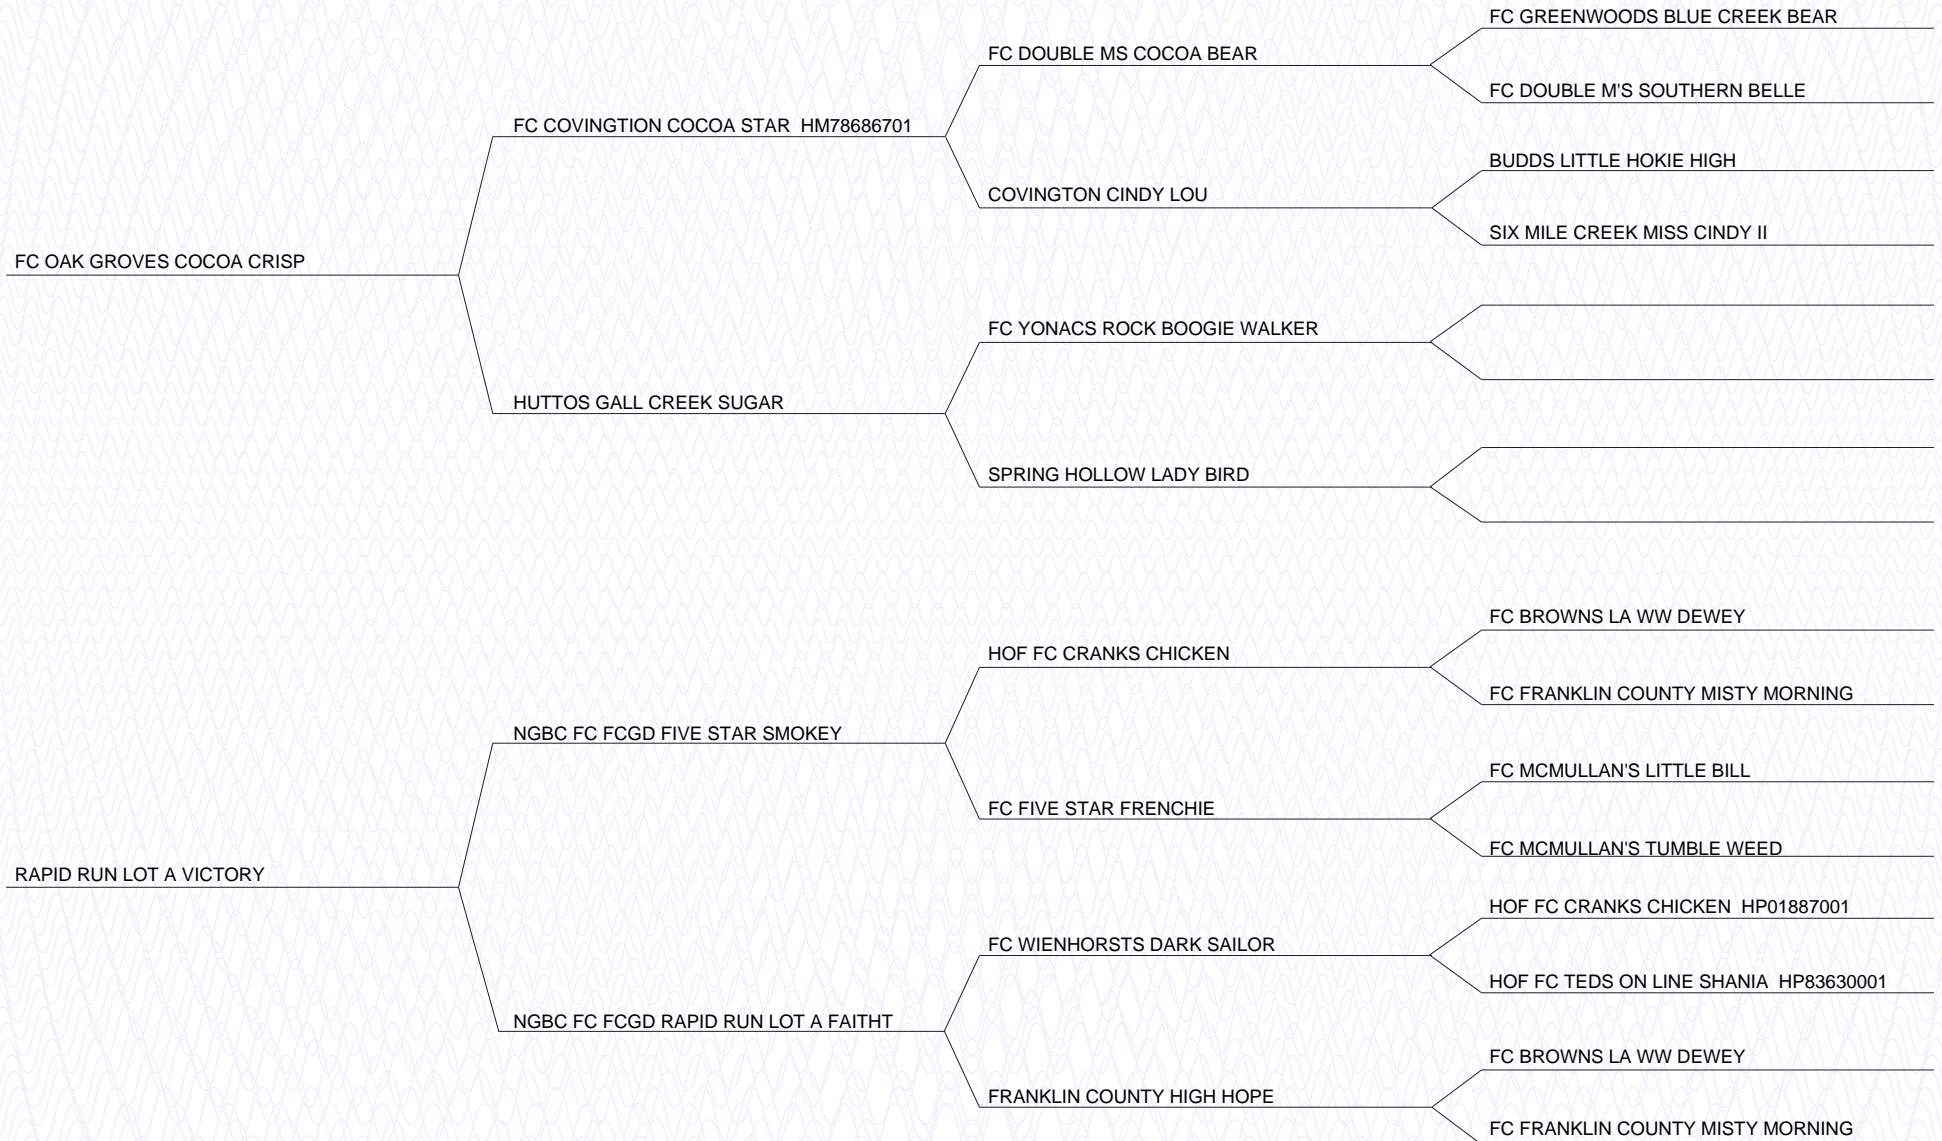 FC GREENWOODS BLUE CREEK BEAR
FC DOUBLE MS COCOA BEAR
FC DOUBLE M'S SOUTHERN BELLE
FC COVINGTION COCOA STAR HM78686701
BUDDS LITTLE HOKIE HIGH
COVINGTON CINDY LOU
SIX MILE CREEK MISS CINDY II
FC OAK GROVES COCOA CRISP
FC YONACS ROCK BOOGIE WALKER
HUTTOS GALL CREEK SUGAR
SPRING HOLLOW LADY BIRD
FC BROWNS LA WW DEWEY
HOF FC CRANKS CHICKEN
FC FRANKLIN COUNTY MISTY MORNING
NGBC FC FCGD FIVE STAR SMOKEY
FC MCMULLAN'S LITTLE BILL
FC FIVE STAR FRENCHIE
FC MCMULLAN'S TUMBLE WEED
RAPID RUN LOT A VICTORY
HOF FC CRANKS CHICKEN HP01887001
FC WIENHORSTS DARK SAILOR
HOF FC TEDS ON LINE SHANIA HP83630001
NGBC FC FCGD RAPID RUN LOT A FAITHT
FC BROWNS LA WW DEWEY
FRANKLIN COUNTY HIGH HOPE
FC FRANKLIN COUNTY MISTY MORNING